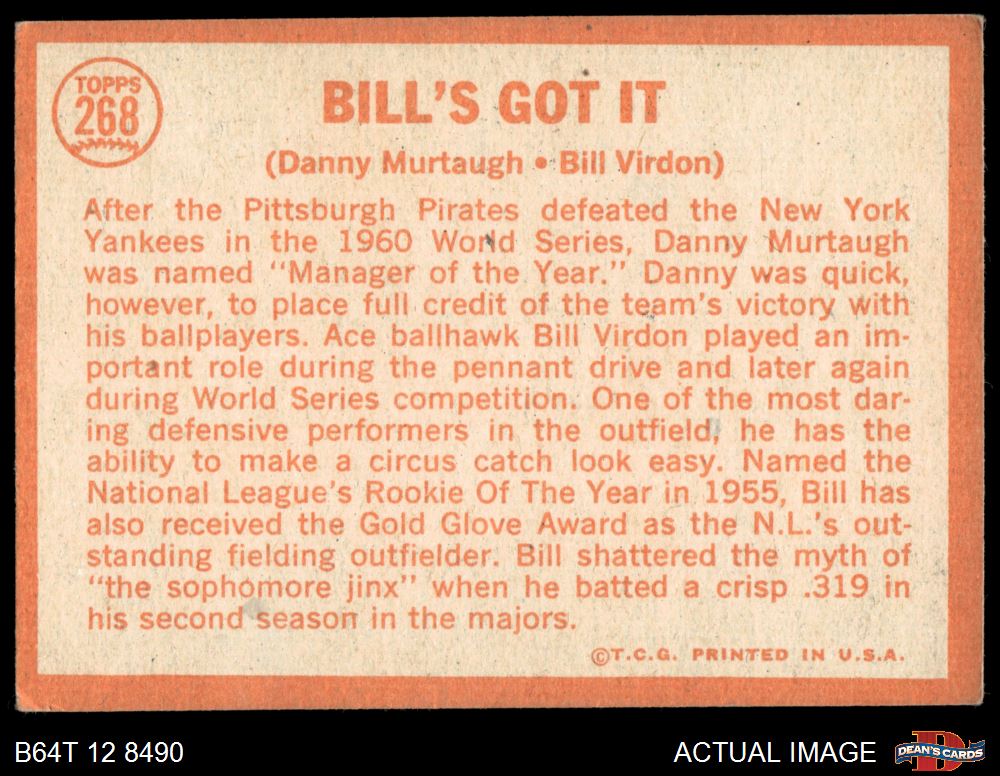 TOPPS
268
BILL'S GOT IT
(Danny Murtaugh • Bill Virdon)
After the Pittsburgh Pirates defeated the New York
Yankees in the 1960 World Series, Danny Murtaugh
was named "Manager of the Year." Danny was quick,
however, to place full credit of the team's victory with
his ballplayers. Ace ballhawk Bill Virdon played an im-
portant role during the pennant drive and later again
during World Series competition. One of the most dar-
ing defensive performers in the outfield, he has the
ability to make a circus catch look easy. Named the
National League's Rookie Of The Year in 1955, Bill has
also received the Gold Glove Award as the N.L.'s out-
standing fielding outfielder. Bill shattered the myth of
"the sophomore jinx" when he batted a crisp .319 in
his second season in the majors.
©T.C.G. PRINTED IN U.S.A.
B64T 12 8490
ACTUAL IMAGE
D
DEAN'S CARDS